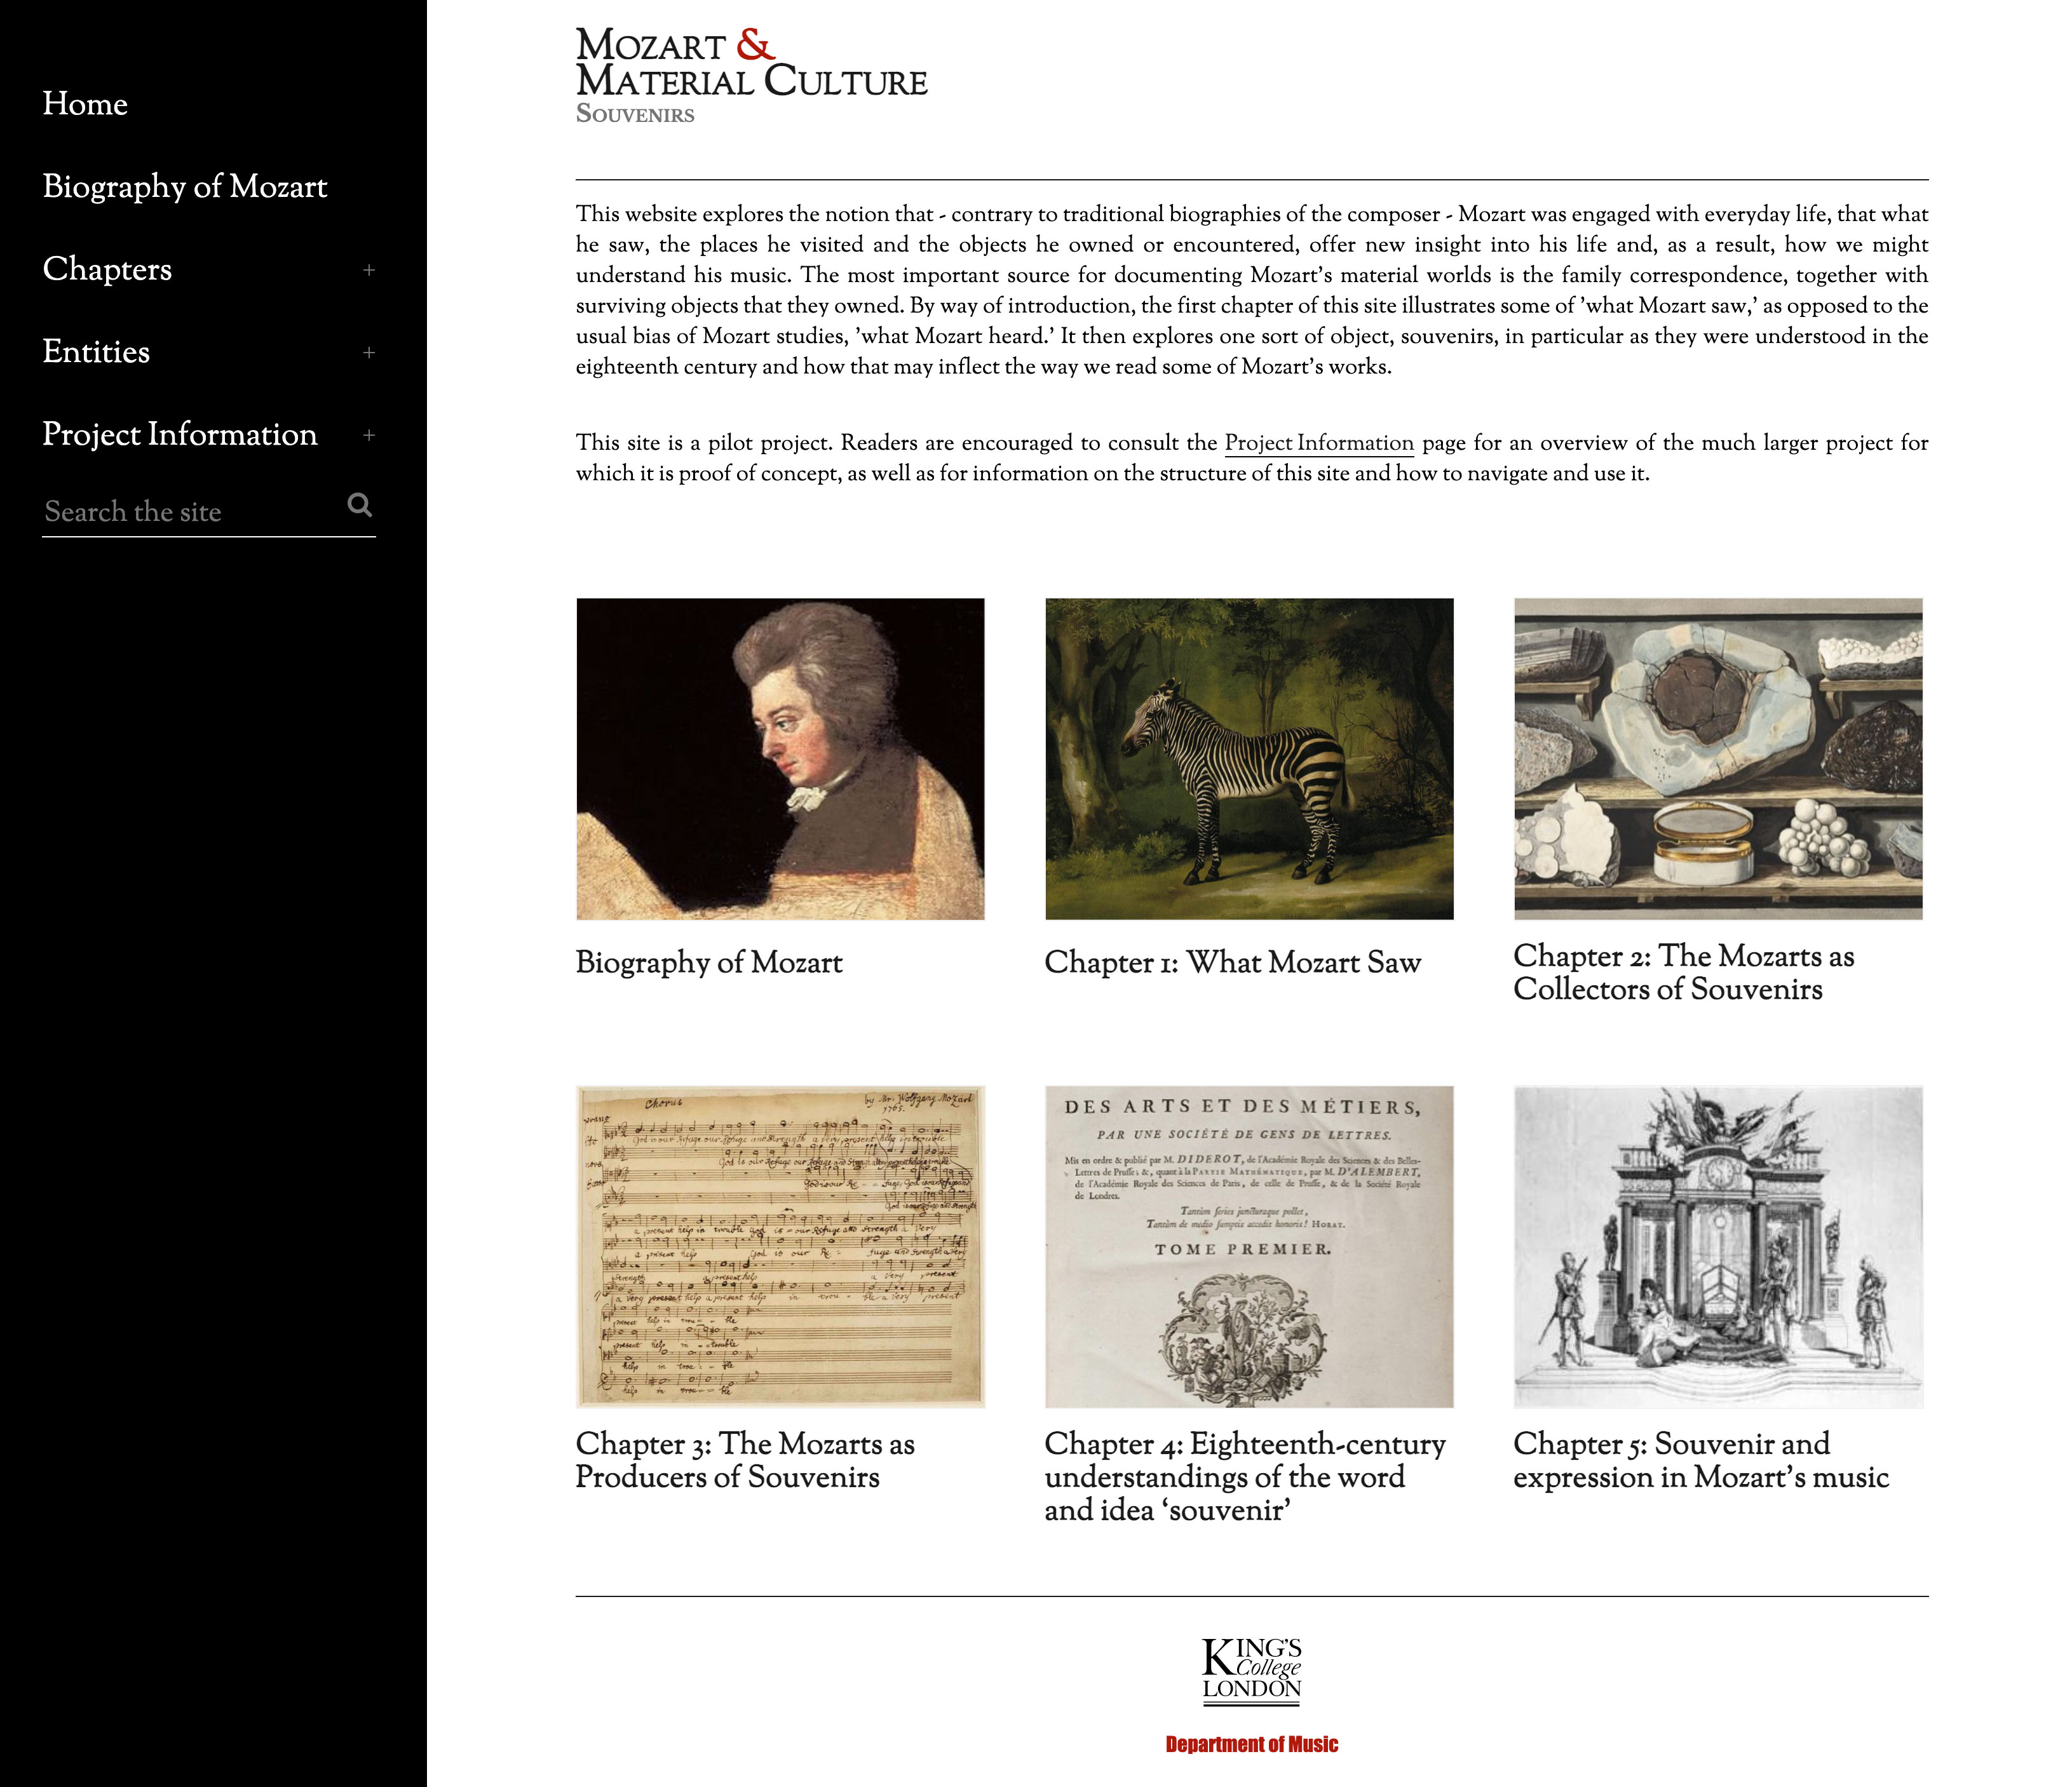 Home
Biography of Mozart
Chapters +
Entities +
Project Information +
Search the site
MOZART &
MATERIAL CULTURE
SOUVENIRS
This website explores the notion that - contrary to traditional biographies of the composer - Mozart was engaged with everyday life, that what
he saw, the places he visited and the objects he owned or encountered, offer new insight into his life and, as a result, how we might
understand his music. The most important source for documenting Mozart's material worlds is the family correspondence, together with
surviving objects that they owned. By way of introduction, the first chapter of this site illustrates some of 'what Mozart saw,' as opposed to the
usual bias of Mozart studies, 'what Mozart heard.' It then explores one sort of object, souvenirs, in particular as they were understood in the
eighteenth century and how that may inflect the way we read some of Mozart's works.
This site is a pilot project. Readers are encouraged to consult the Project Information page for an overview of the much larger project for
which it is proof of concept, as well as for information on the structure of this site and how to navigate and use it.
Biography of Mozart
Chapter 1: What Mozart Saw
Chapter 2: The Mozarts as
Collectors of Souvenirs
Chorus
by Mr. Wolfgang Mozart
1765.
God is our Refuge our Refuge and Strength a very present help in trouble
DES ARTS ET DES MÉTIERS,
PAR UNE SOCIÉTÉ DE GENS DE LETTRES.
Mis en ordre & publié par M. DIDEROT, de l'Académie Royale des Sciences & des Belles-
Lettres de Prusse; &, quant à la PARTIE MATHÉMATIQUE, par M. D'ALEMBERT,
de l'Académie Royale des Sciences de Paris, de celle de Prusse, & de la Société Royale
de Londres.
Tantùm series juncturaque pollet,
Tantùm de medio sumptis accedit honoris! HORAT.
TOME PREMIER.
Chapter 3: The Mozarts as
Producers of Souvenirs
Chapter 4: Eighteenth-century
understandings of the word
and idea ‘souvenir’
Chapter 5: Souvenir and
expression in Mozart's music
KING'S
College
LONDON
Department of Music